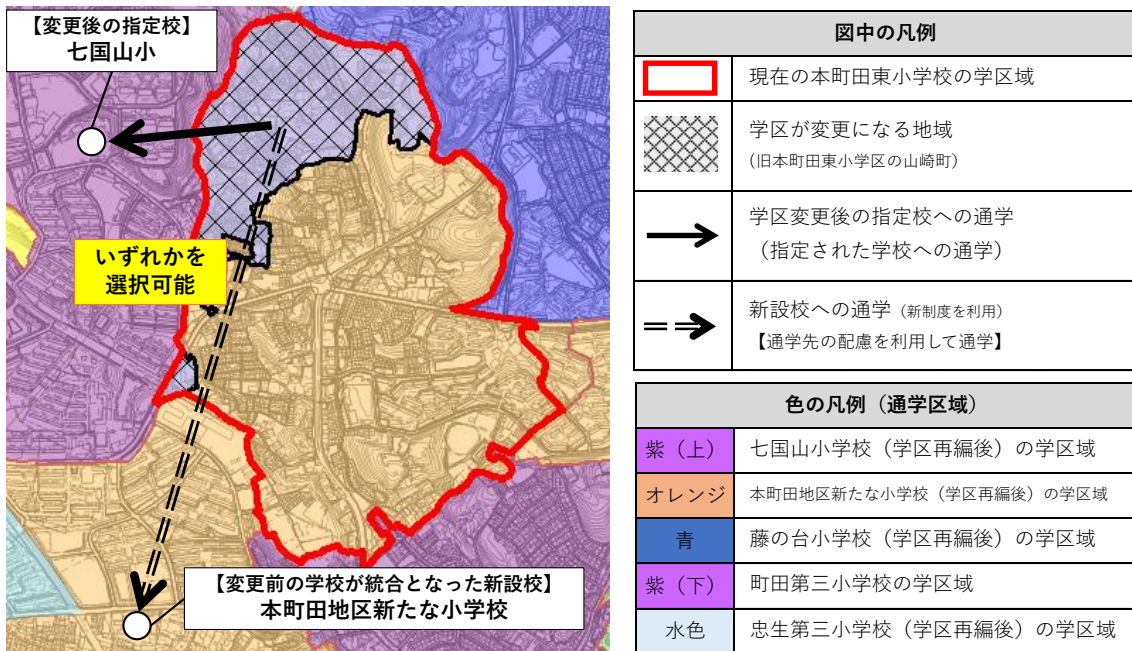 【変更後の指定校】
七国山小
いずれかを
選択可能
【変更前の学校が統合となった新設校】
本町田地区新たな小学校
図中の凡例
現在の本町田東小学校の学区域
学区が変更になる地域
(旧本町田東小学区の山崎町)
学区変更後の指定校への通学
（指定された学校への通学）
新設校への通学（新制度を利用）
【通学先の配慮を利用して通学】
色の凡例（通学区域）
紫（上） 七国山小学校（学区再編後）の学区域
オレンジ 本町田地区新たな小学校（学区再編後）の学区域
青 藤の台小学校（学区再編後）の学区域
紫（下） 町田第三小学校の学区域
水色 忠生第三小学校（学区再編後）の学区域